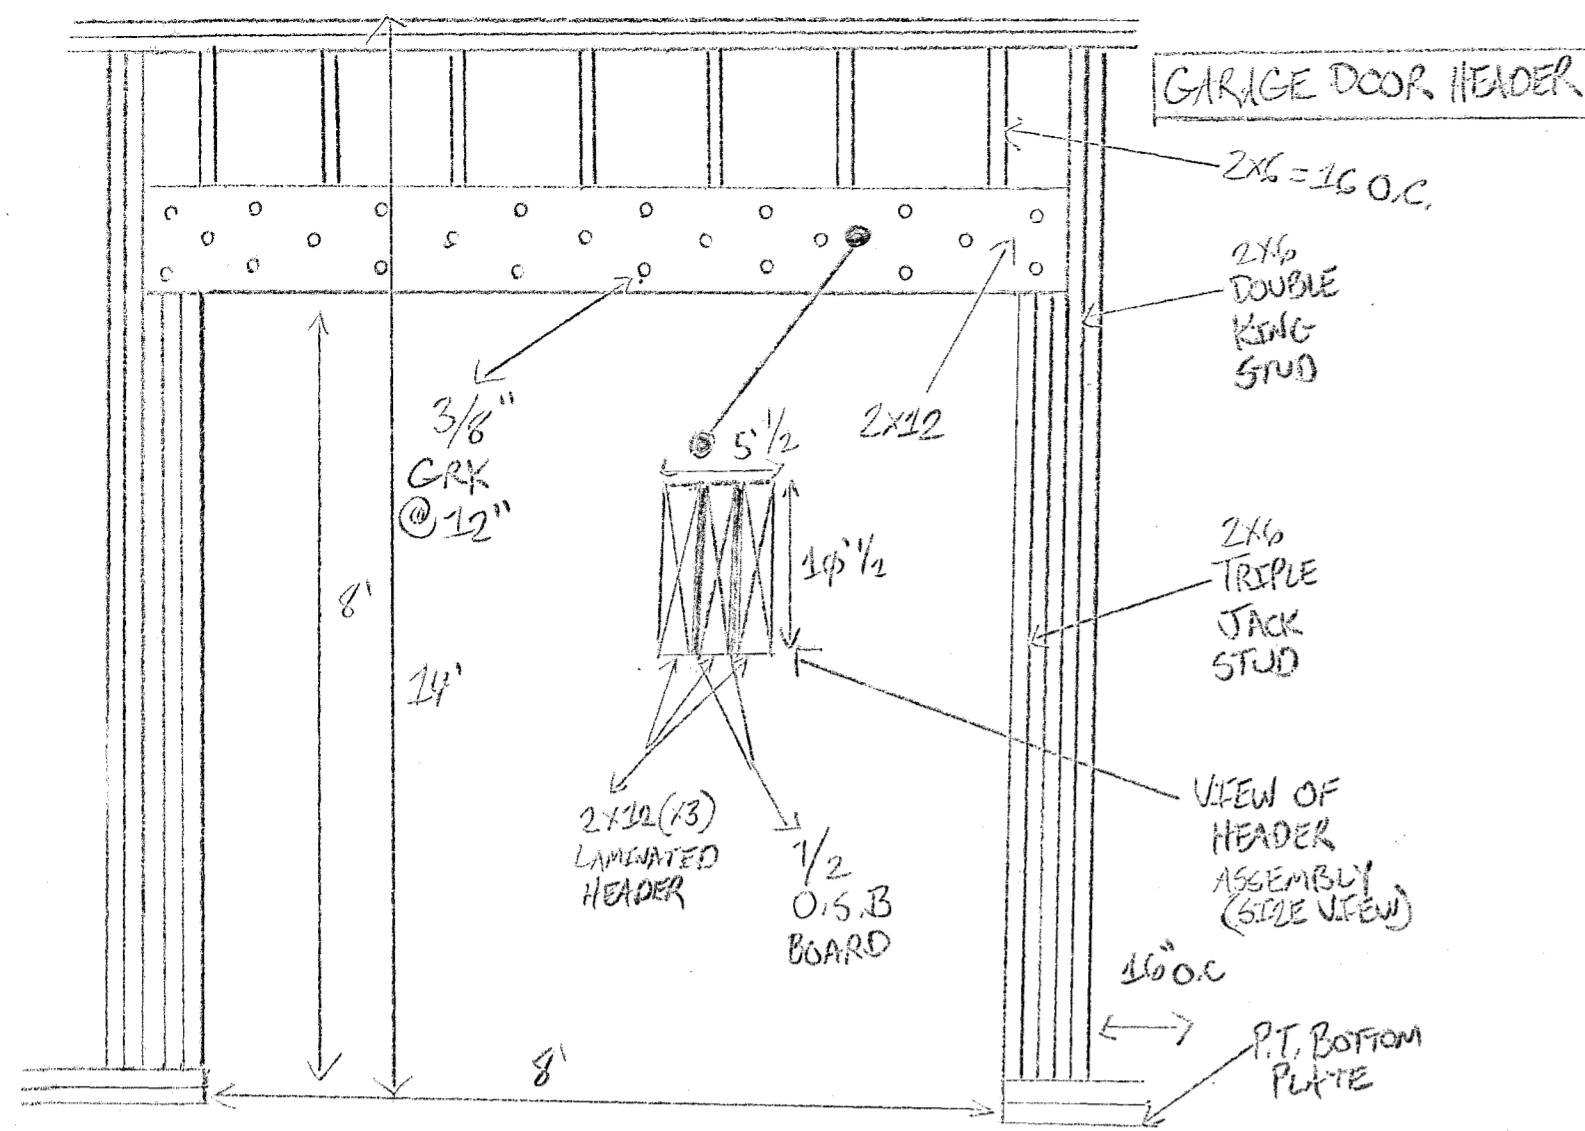 GARAGE DOOR HEADER
2X6 = 16 O.C.
2X6
DOUBLE
KING
STUD
3/8"
GRK
@ 12"
5 1/2
2X12
10 1/2
2X6
TRIPLE
JACK
STUD
8'
14'
2X12 (X3)
LAMINATED
HEADER
1/2
O.S.B
BOARD
VIEW OF
HEADER
ASSEMBLY
(SIZE VIEW)
16" O.C
P.T. BOTTOM
PLATE
8'